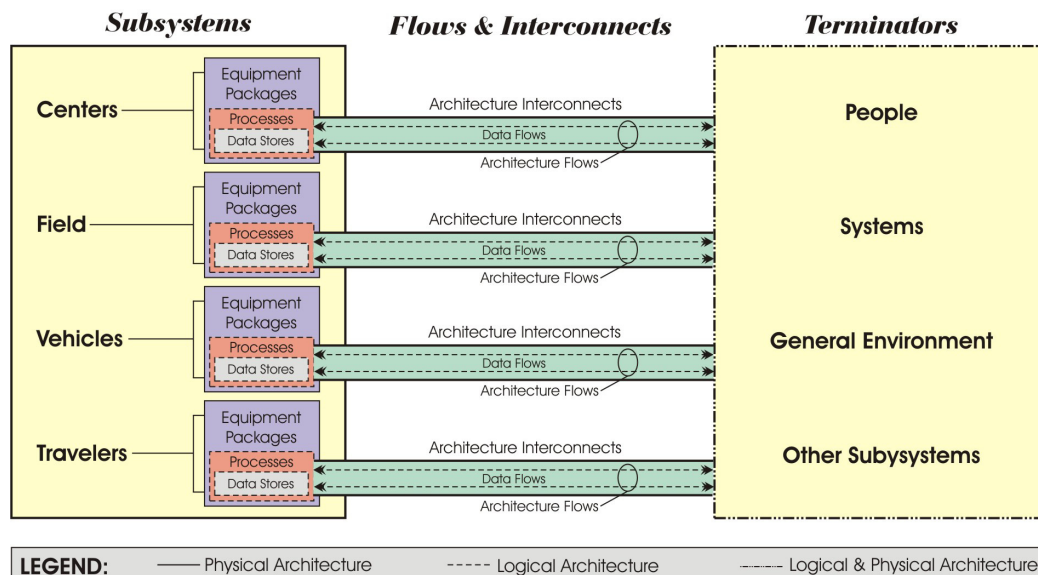 Subsystems
Flows & Interconnects
Terminators
Centers
Equipment
Packages
Processes
Data Stores
Architecture Interconnects
Data Flows
Architecture Flows
People
Field
Equipment
Packages
Processes
Data Stores
Architecture Interconnects
Data Flows
Architecture Flows
Systems
Vehicles
Equipment
Packages
Processes
Data Stores
Architecture Interconnects
Data Flows
Architecture Flows
General Environment
Travelers
Equipment
Packages
Processes
Data Stores
Architecture Interconnects
Data Flows
Architecture Flows
Other Subysystems
LEGEND:
Physical Architecture
Logical Architecture
Logical & Physical Architecture